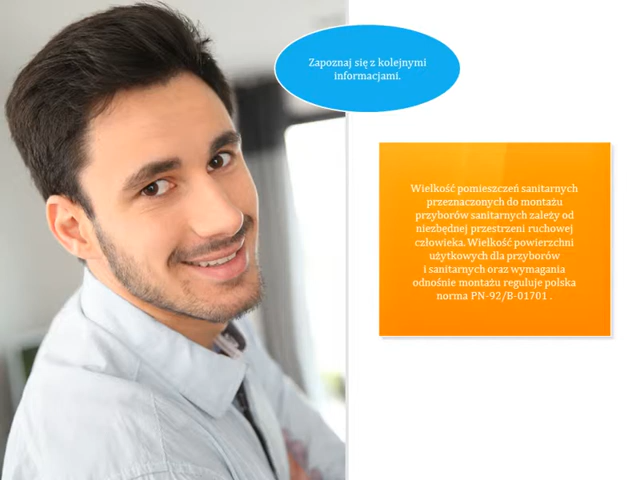 Zapoznaj się z kolejnymi
informacjami.
Wielkość pomieszczeń sanitarnych
przeznaczonych do montażu
przyborów sanitarnych zależy od
niezbędnej przestrzeni ruchowej
człowieka. Wielkość powierzchni
użytkowych dla przyborów
i sanitarnych oraz wymagania
odnośnie montażu reguluje polska
norma PN-92/B-01701 .